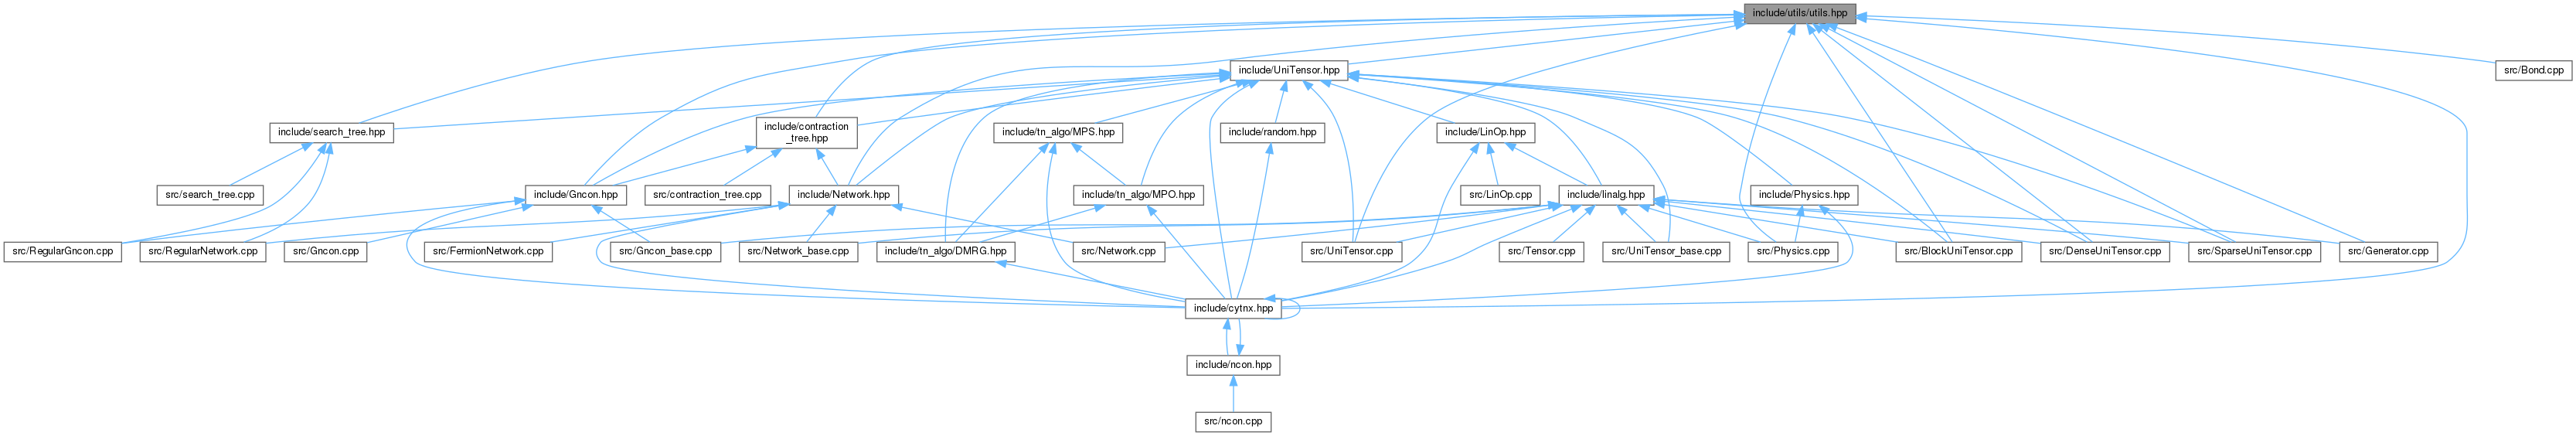 include/utils/utils.hpp
include/UniTensor.hpp
src/Bond.cpp
include/search_tree.hpp
include/contraction
_tree.hpp
include/tn_algo/MPS.hpp
include/random.hpp
include/LinOp.hpp
src/search_tree.cpp
include/Gncon.hpp
src/contraction_tree.cpp
include/Network.hpp
include/tn_algo/MPO.hpp
src/LinOp.cpp
include/linalg.hpp
include/Physics.hpp
src/RegularGncon.cpp
src/RegularNetwork.cpp
src/Gncon.cpp
src/FermionNetwork.cpp
src/Gncon_base.cpp
src/Network_base.cpp
include/tn_algo/DMRG.hpp
src/Network.cpp
src/UniTensor.cpp
src/Tensor.cpp
src/UniTensor_base.cpp
src/Physics.cpp
src/BlockUniTensor.cpp
src/DenseUniTensor.cpp
src/SparseUniTensor.cpp
src/Generator.cpp
include/cytnx.hpp
include/ncon.hpp
src/ncon.cpp